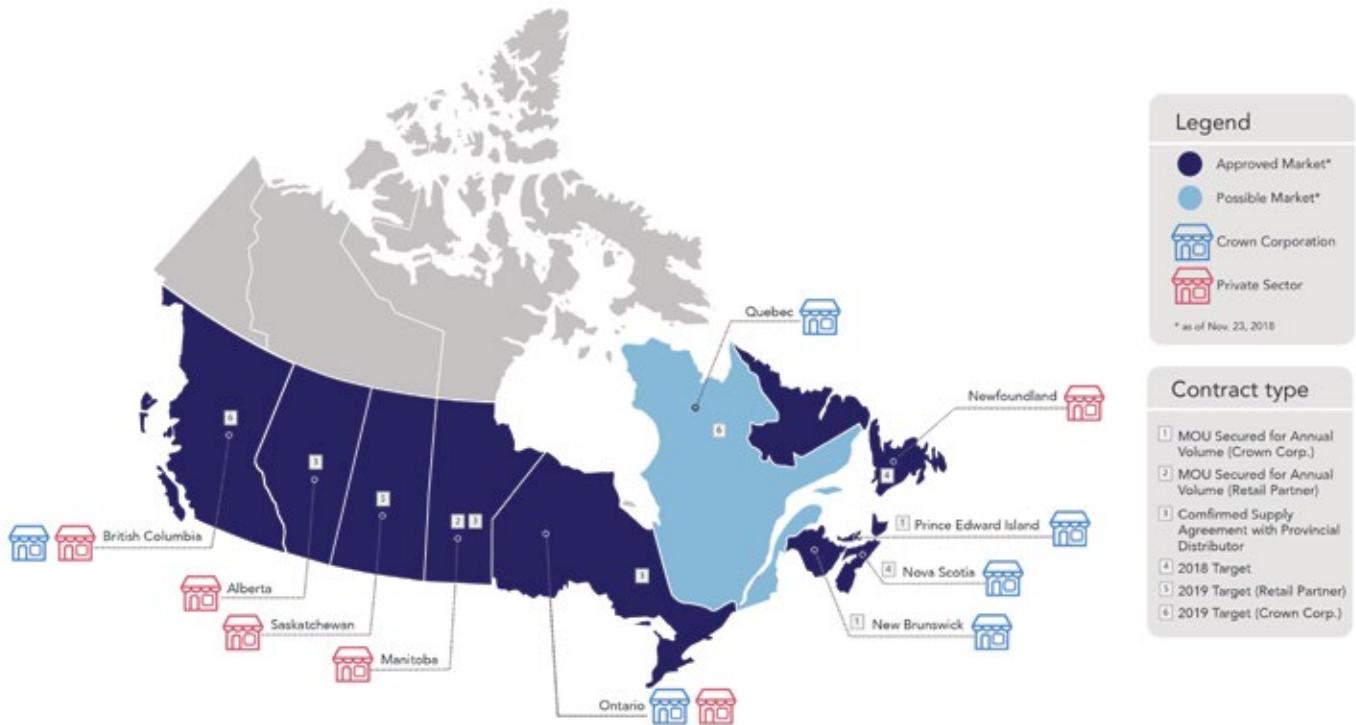 Legend
Approved Market*
Possible Market*
Crown Corporation
Private Sector
* as of Nov. 23, 2018
Contract type
1 MOU Secured for Annual
Volume (Crown Corp.)
2 MOU Secured for Annual
Volume (Retail Partner)
3 Comfirmed Supply
Agreement with Provincial
Distributor
4 2018 Target
5 2019 Target (Retail Partner)
6 2019 Target (Crown Corp.)
Quebec
6
Newfoundland
4
6
3
5
2 3
3
British Columbia
Alberta
Saskatchewan
Manitoba
Ontario
1 Prince Edward Island
4 Nova Scotia
1 New Brunswick